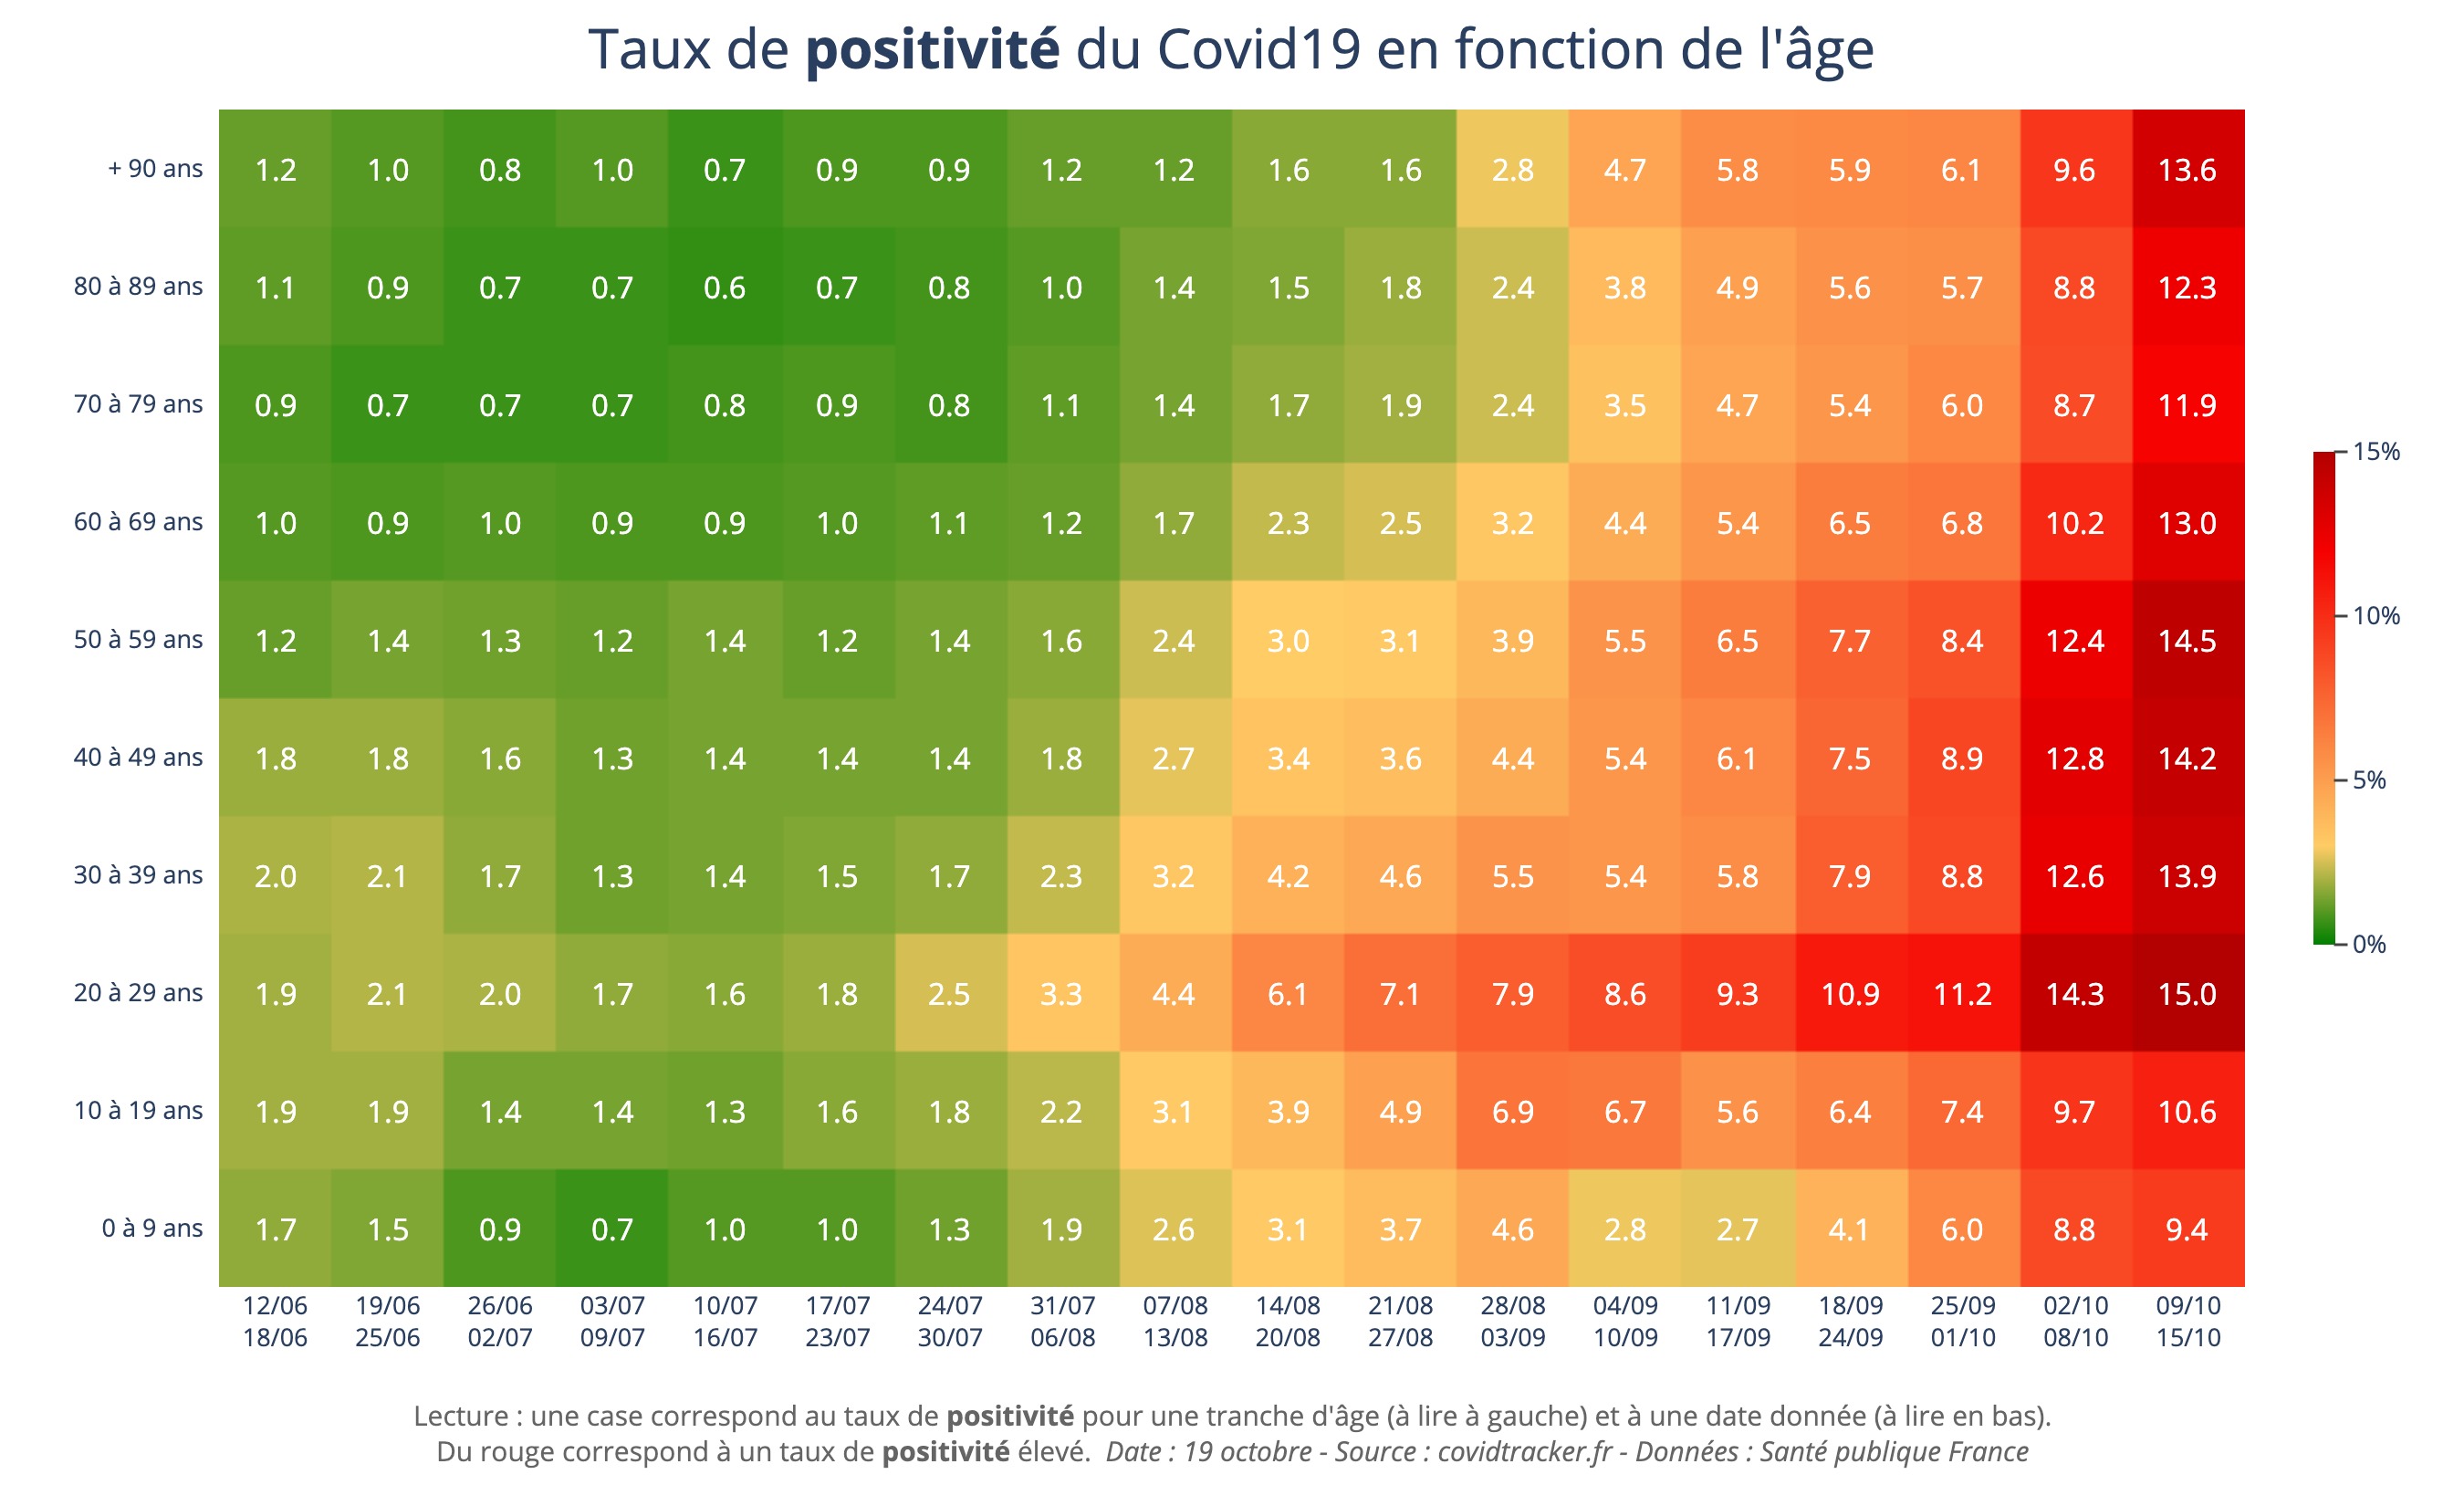 Taux de positivité du Covid19 en fonction de l'âge
+ 90 ans 1.2 1.0 0.8 1.0 0.7 0.9 0.9 1.2 1.2 1.6 1.6 2.8 4.7 5.8 5.9 6.1 9.6 13.6
80 à 89 ans 1.1 0.9 0.7 0.7 0.6 0.7 0.8 1.0 1.4 1.5 1.8 2.4 3.8 4.9 5.6 5.7 8.8 12.3
70 à 79 ans 0.9 0.7 0.7 0.7 0.8 0.9 0.8 1.1 1.4 1.7 1.9 2.4 3.5 4.7 5.4 6.0 8.7 11.9
60 à 69 ans 1.0 0.9 1.0 0.9 0.9 1.0 1.1 1.2 1.7 2.3 2.5 3.2 4.4 5.4 6.5 6.8 10.2 13.0
50 à 59 ans 1.2 1.4 1.3 1.2 1.4 1.2 1.4 1.6 2.4 3.0 3.1 3.9 5.5 6.5 7.7 8.4 12.4 14.5
40 à 49 ans 1.8 1.8 1.6 1.3 1.4 1.4 1.4 1.8 2.7 3.4 3.6 4.4 5.4 6.1 7.5 8.9 12.8 14.2
30 à 39 ans 2.0 2.1 1.7 1.3 1.4 1.5 1.7 2.3 3.2 4.2 4.6 5.5 5.4 5.8 7.9 8.8 12.6 13.9
20 à 29 ans 1.9 2.1 2.0 1.7 1.6 1.8 2.5 3.3 4.4 6.1 7.1 7.9 8.6 9.3 10.9 11.2 14.3 15.0
10 à 19 ans 1.9 1.9 1.4 1.4 1.3 1.6 1.8 2.2 3.1 3.9 4.9 6.9 6.7 5.6 6.4 7.4 9.7 10.6
0 à 9 ans 1.7 1.5 0.9 0.7 1.0 1.0 1.3 1.9 2.6 3.1 3.7 4.6 2.8 2.7 4.1 6.0 8.8 9.4
12/06 19/06 26/06 03/07 10/07 17/07 24/07 31/07 07/08 14/08 21/08 28/08 04/09 11/09 18/09 25/09 02/10 09/10
18/06 25/06 02/07 09/07 16/07 23/07 30/07 06/08 13/08 20/08 27/08 03/09 10/09 17/09 24/09 01/10 08/10 15/10
15%
10%
5%
0%
Lecture : une case correspond au taux de positivité pour une tranche d'âge (à lire à gauche) et à une date donnée (à lire en bas).
Du rouge correspond à un taux de positivité élevé. Date : 19 octobre - Source : covidtracker.fr - Données : Santé publique France